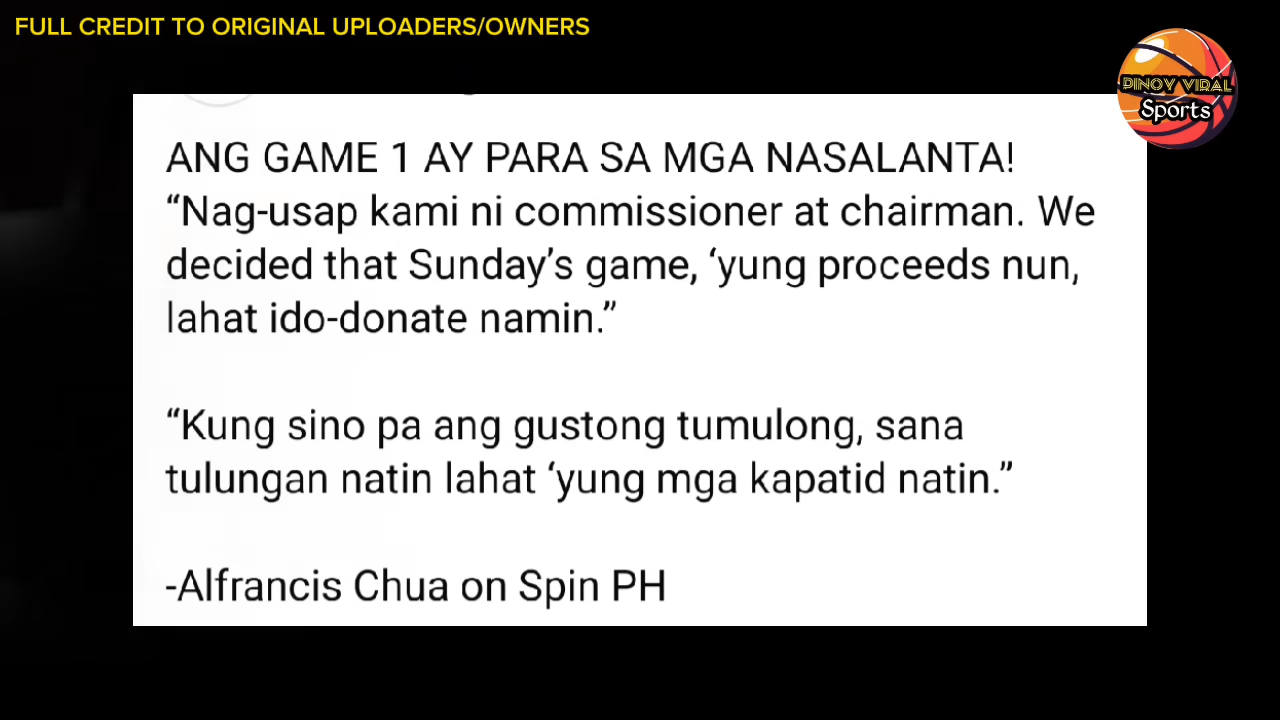 FULL CREDIT TO ORIGINAL UPLOADERS/OWNERS
PINOY VIRAL
Sports
ANG GAME 1 AY PARA SA MGA NASALANTA!
“Nag-usap kami ni commissioner at chairman. We
decided that Sunday’s game, ‘yung proceeds nun,
lahat ido-donate namin.”
“Kung sino pa ang gustong tumulong, sana
tulungan natin lahat ‘yung mga kapatid natin.”
-Alfrancis Chua on Spin PH